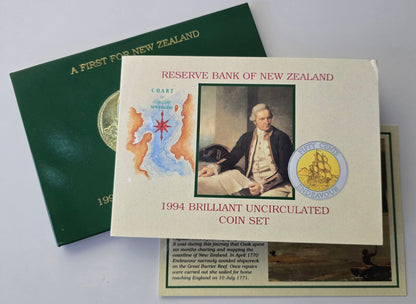 A FIRST FOR NEW ZEALAND
RESERVE BANK OF NEW ZEALAND
CHART
NEW ZEALAND
FIFTY CENTS
ENDEAVOUR
1994 BRILLIANT UNCIRCULATED
COIN SET
199
It was during this journey that Cook spent
six months charting and mapping the
coastline of New Zealand. In April 1770
Endeavour narrowly avoided shipwreck
on the Great Barrier Reef. Once repairs
were carried out she sailed for home
reaching England on 10 July 1771.